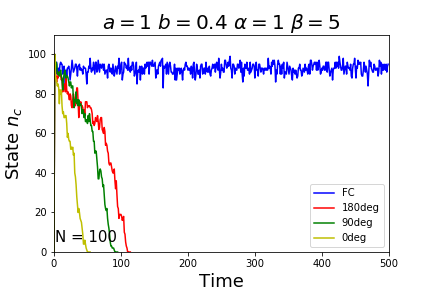 a = 1 b = 0.4 α = 1 β = 5
State n_c
100
80
60
40
20
0
N = 100
FC
180deg
90deg
0deg
0 100 200 300 400 500
Time